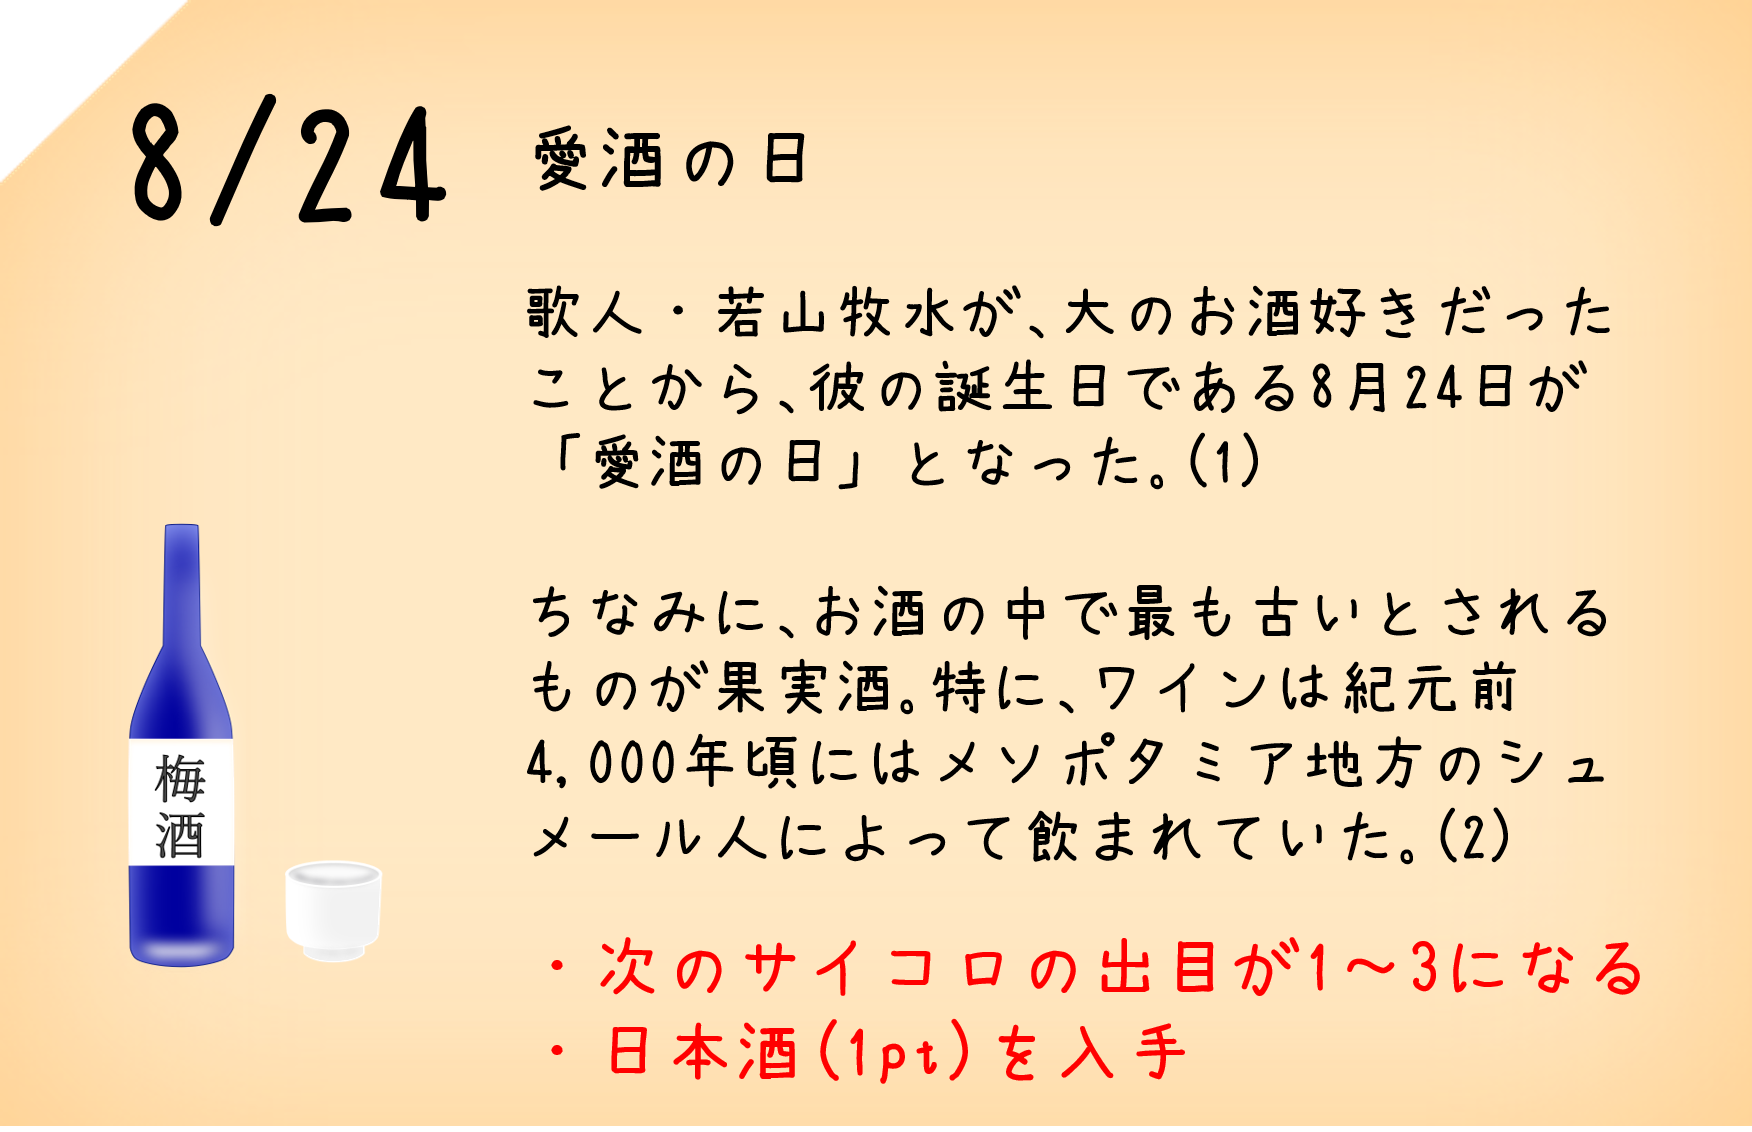 8/24 愛酒の日
歌人・若山牧水が、大のお酒好きだった
ことから、彼の誕生日である8月24日が
「愛酒の日」となった。(1)
ちなみに、お酒の中で最も古いとされる
ものが果実酒。特に、ワインは紀元前
4,000年頃にはメソポタミア地方のシュ
メール人によって飲まれていた。(2)
・次のサイコロの出目が1～3になる
・日本酒(1pt)を入手
梅
酒